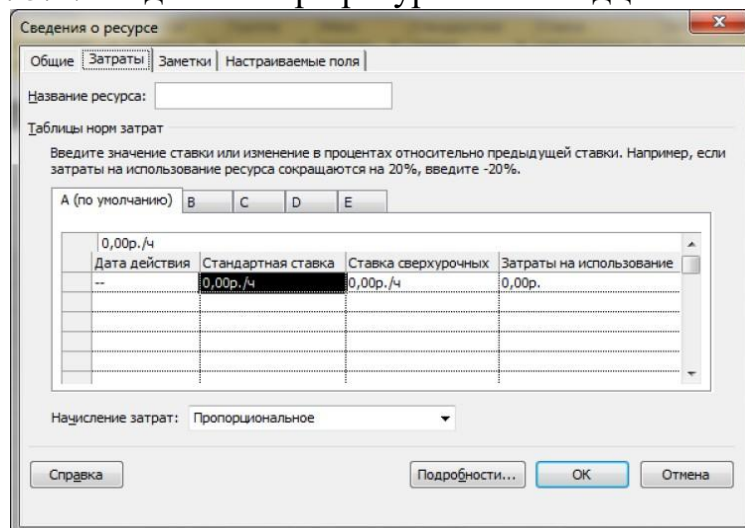 Сведения о ресурсе
Общие Затраты Заметки Настраиваемые поля
Название ресурса:
Таблицы норм затрат
Введите значение ставки или изменение в процентах относительно предыдущей ставки. Например, если
затраты на использование ресурса сокращаются на 20%, введите -20%.
A (по умолчанию) B C D E
0,00р./ч
Дата действия Стандартная ставка Ставка сверхурочных Затраты на использование
-- 0,00р./ч 0,00р./ч 0,00р.
Начисление затрат: Пропорциональное
Справка Подробности... ОК Отмена